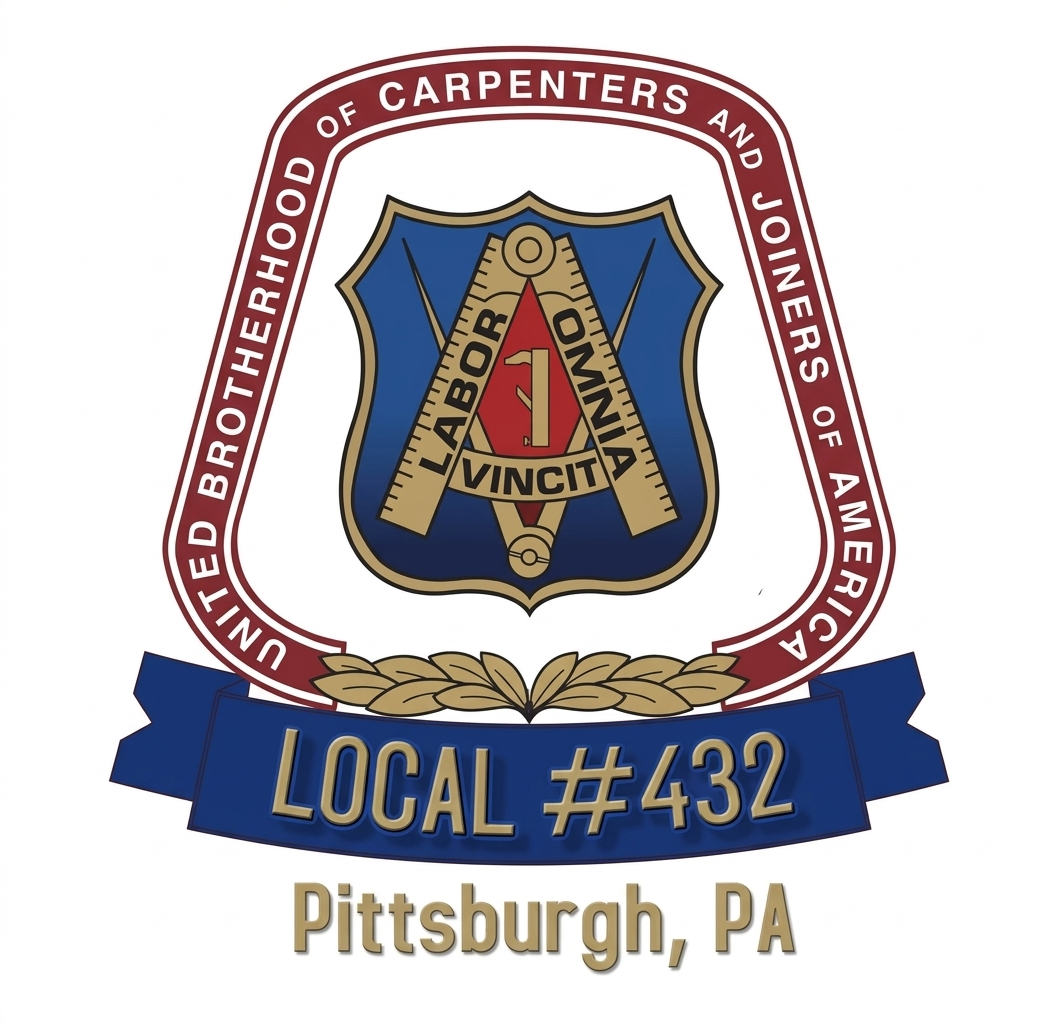 UNITED BROTHERHOOD OF CARPENTERS AND JOINERS OF AMERICA
LABOR
OMNIA
VINCIT
LOCAL #432
Pittsburgh, PA